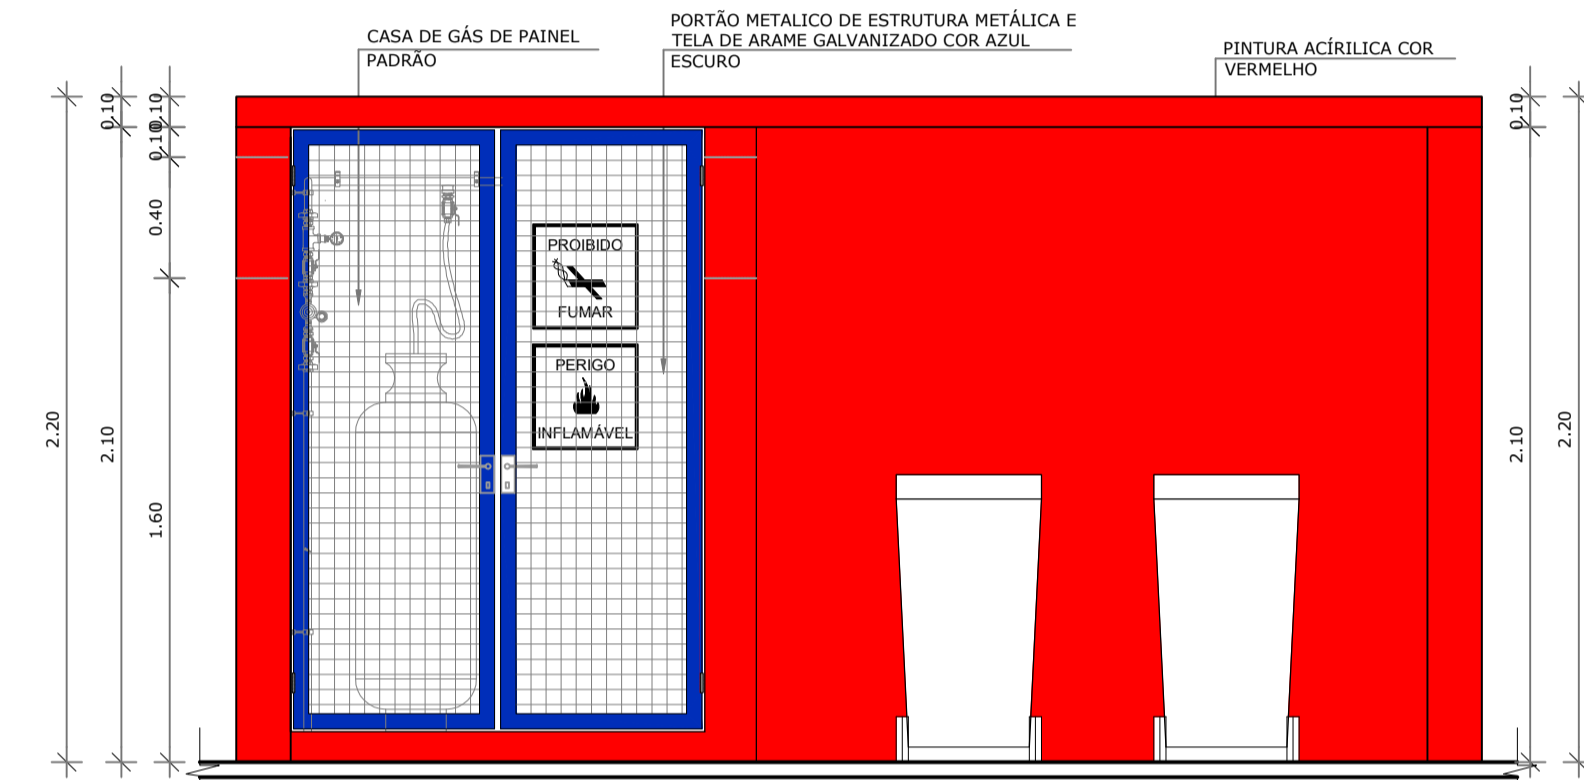 CASA DE GÁS DE PAINEL
PADRÃO
PORTÃO METALICO DE ESTRUTURA METÁLICA E
TELA DE ARAME GALVANIZADO COR AZUL
ESCURO
PINTURA ACÍRILICA COR
VERMELHO
0.10
0.10
0.10
0.40
2.20
2.10
1.60
PROIBIDO
FUMAR
PERIGO
INFLAMÁVEL
0.10
2.10
2.20